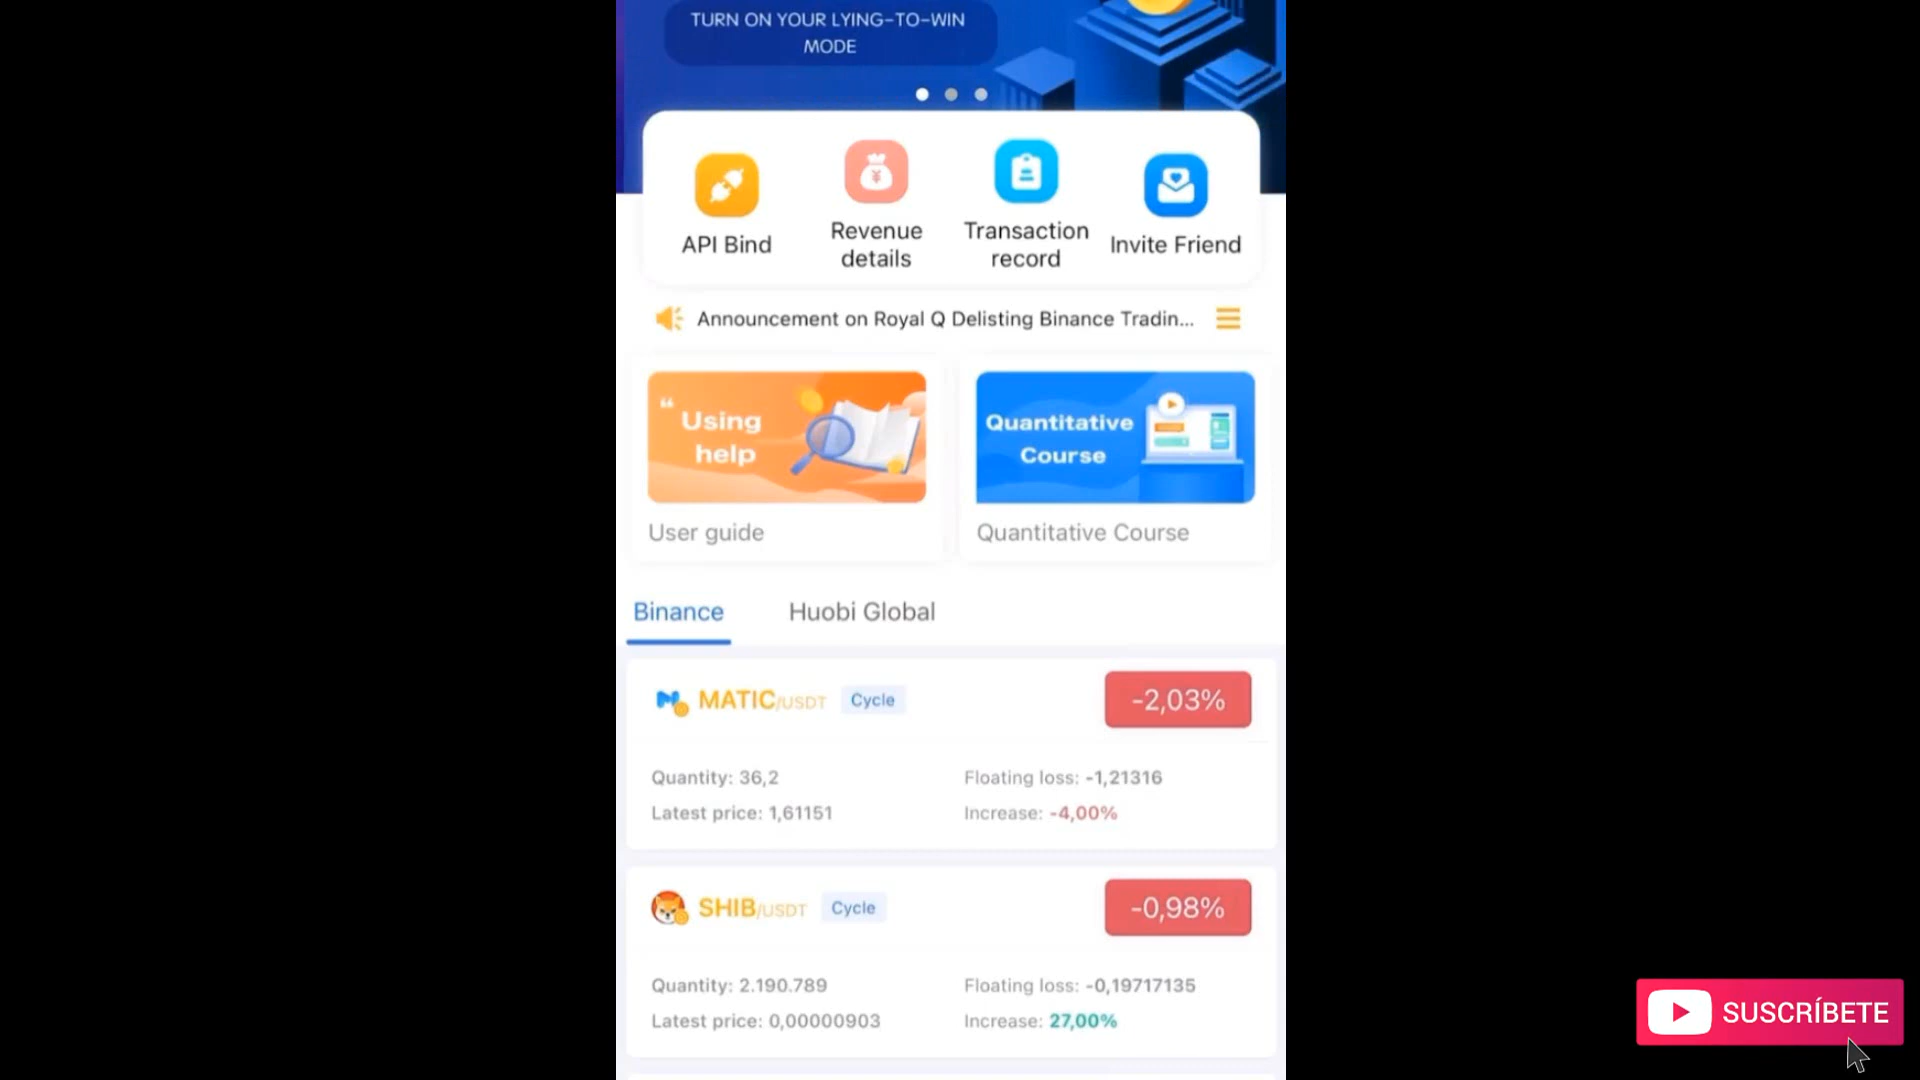 TURN ON YOUR LYING-TO-WIN
MODE
API Bind
Revenue
details
Transaction
record
Invite Friend
Announcement on Royal Q Delisting Binance Tradin...
Using
help
Quantitative
Course
User guide
Quantitative Course
Binance
Huobi Global
MATIC/USDT
Cycle
-2,03%
Quantity: 36,2
Floating loss: -1,21316
Latest price: 1,61151
Increase: -4,00%
SHIB/USDT
Cycle
-0,98%
Quantity: 2.190.789
Floating loss: -0,19717135
Latest price: 0,00000903
Increase: 27,00%
SUSCRÍBETE